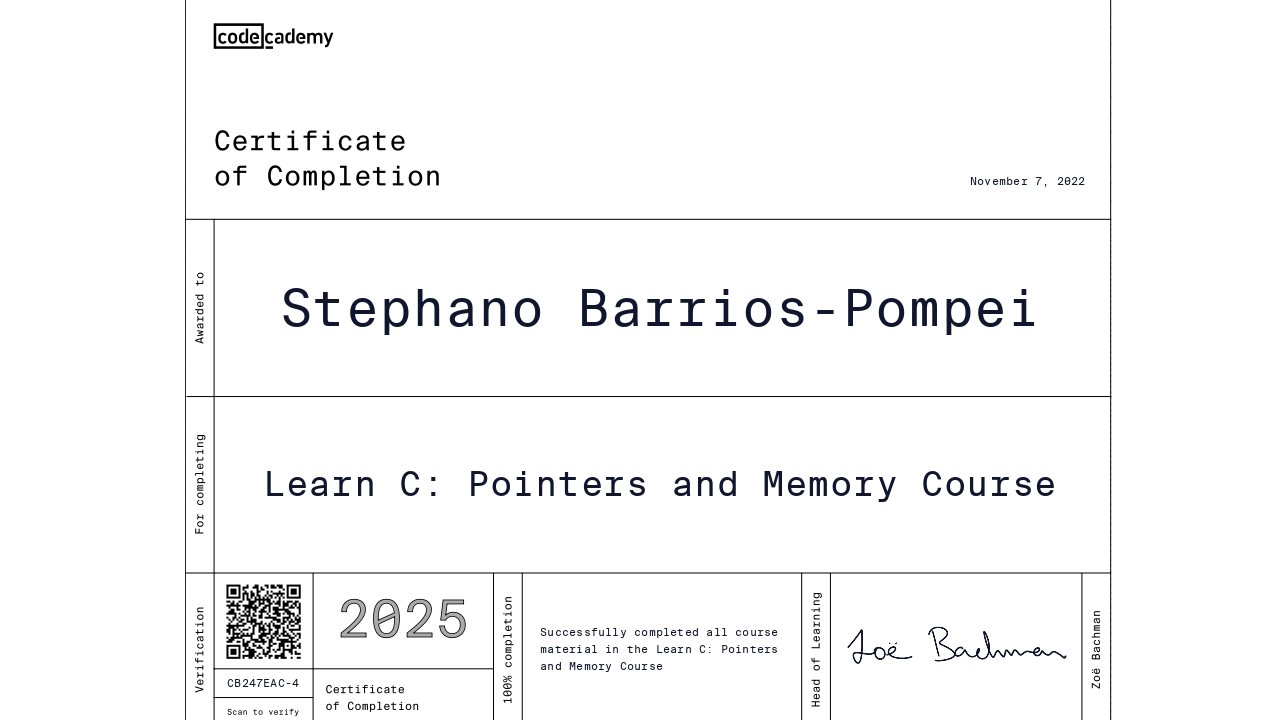 codecademy
Certificate
of Completion
November 7, 2022
Awarded to
Stephano Barrios-Pompei
For completing
Learn C: Pointers and Memory Course
Verification
CB247EAC-4
Scan to verify
2025
Certificate
of Completion
100% completion
Successfully completed all course
material in the Learn C: Pointers
and Memory Course
Head of Learning
Zoë Bachman
Zoë Bachman